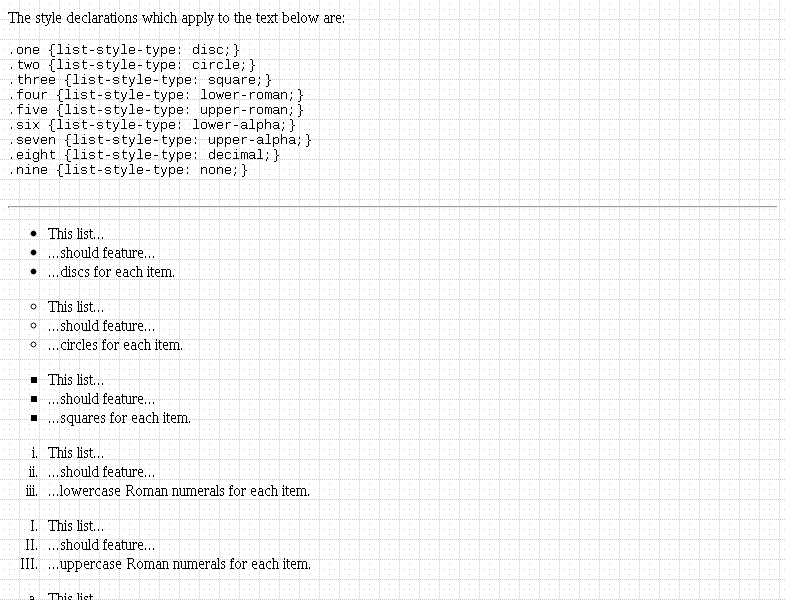 The style declarations which apply to the text below are:
.one {list-style-type: disc;}
.two {list-style-type: circle;}
.three {list-style-type: square;}
.four {list-style-type: lower-roman;}
.five {list-style-type: upper-roman;}
.six {list-style-type: lower-alpha;}
.seven {list-style-type: upper-alpha;}
.eight {list-style-type: decimal;}
.nine {list-style-type: none;}
• This list...
• ...should feature...
• ...discs for each item.
◦ This list...
◦ ...should feature...
◦ ...circles for each item.
▪ This list...
▪ ...should feature...
▪ ...squares for each item.
i. This list...
ii. ...should feature...
iii. ...lowercase Roman numerals for each item.
I. This list...
II. ...should feature...
III. ...uppercase Roman numerals for each item.
a. This list...